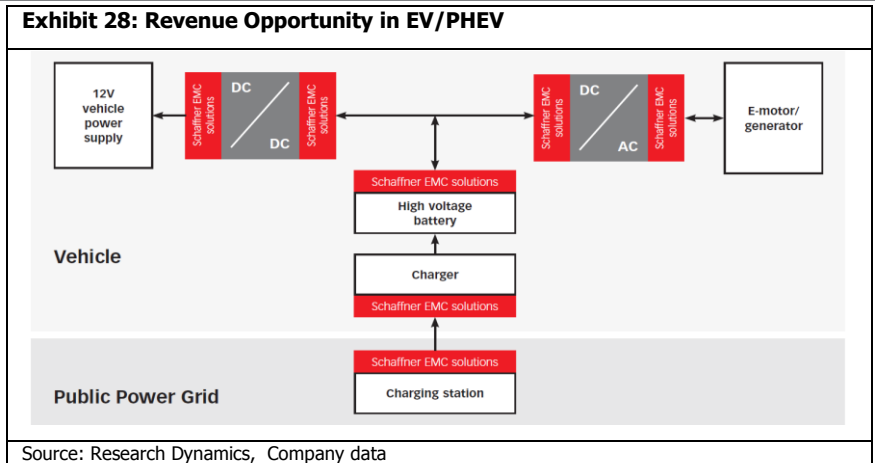 Exhibit 28: Revenue Opportunity in EV/PHEV
12V
vehicle
power
supply
Schaffner EMC
solutions
DC
DC
Schaffner EMC
solutions
Schaffner EMC
solutions
DC
AC
Schaffner EMC
solutions
E-motor/
generator
Schaffner EMC solutions
High voltage
battery
Vehicle
Charger
Schaffner EMC solutions
Schaffner EMC solutions
Public Power Grid
Charging station
Source: Research Dynamics, Company data